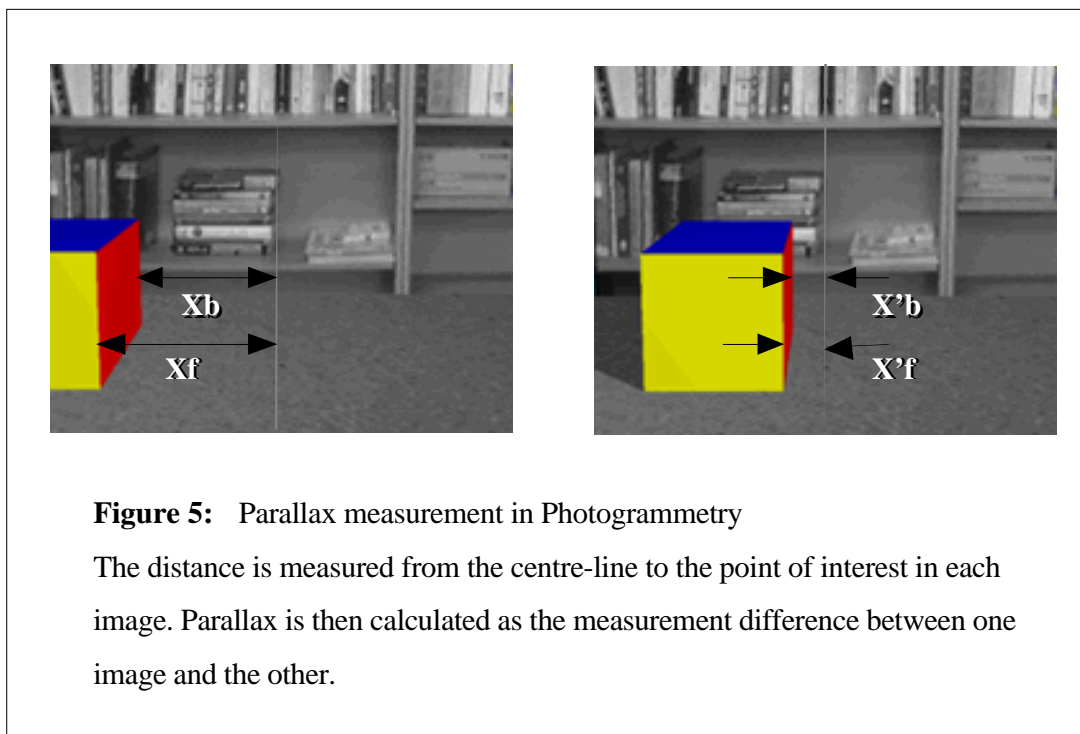 Xb
Xf
X’b
X’f
Figure 5: Parallax measurement in Photogrammetry
The distance is measured from the centre-line to the point of interest in each
image. Parallax is then calculated as the measurement difference between one
image and the other.